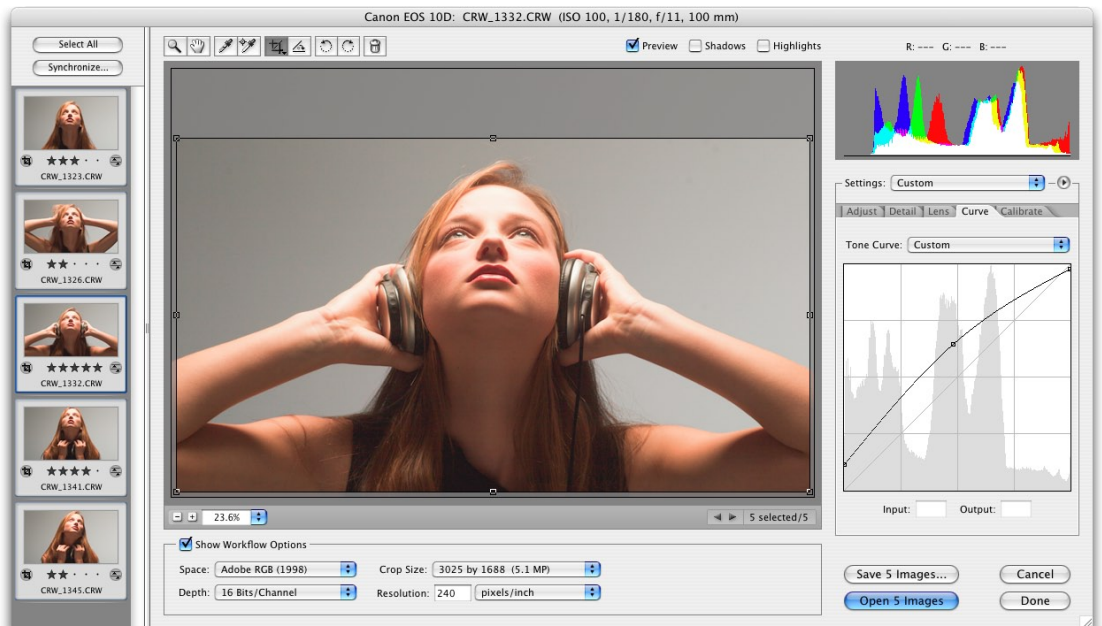 Canon EOS 10D: CRW_1332.CRW (ISO 100, 1/180, f/11, 100 mm)
Select All
Synchronize...
Preview Shadows Highlights
R: --- G: --- B: ---
CRW_1323.CRW
CRW_1326.CRW
CRW_1332.CRW
CRW_1341.CRW
CRW_1345.CRW
Settings: Custom
Adjust Detail Lens Curve Calibrate
Tone Curve: Custom
Input: Output:
23.6%
5 selected/5
Show Workflow Options
Space: Adobe RGB (1998) Crop Size: 3025 by 1688 (5.1 MP)
Depth: 16 Bits/Channel Resolution: 240 pixels/inch
Save 5 Images... Cancel
Open 5 Images Done